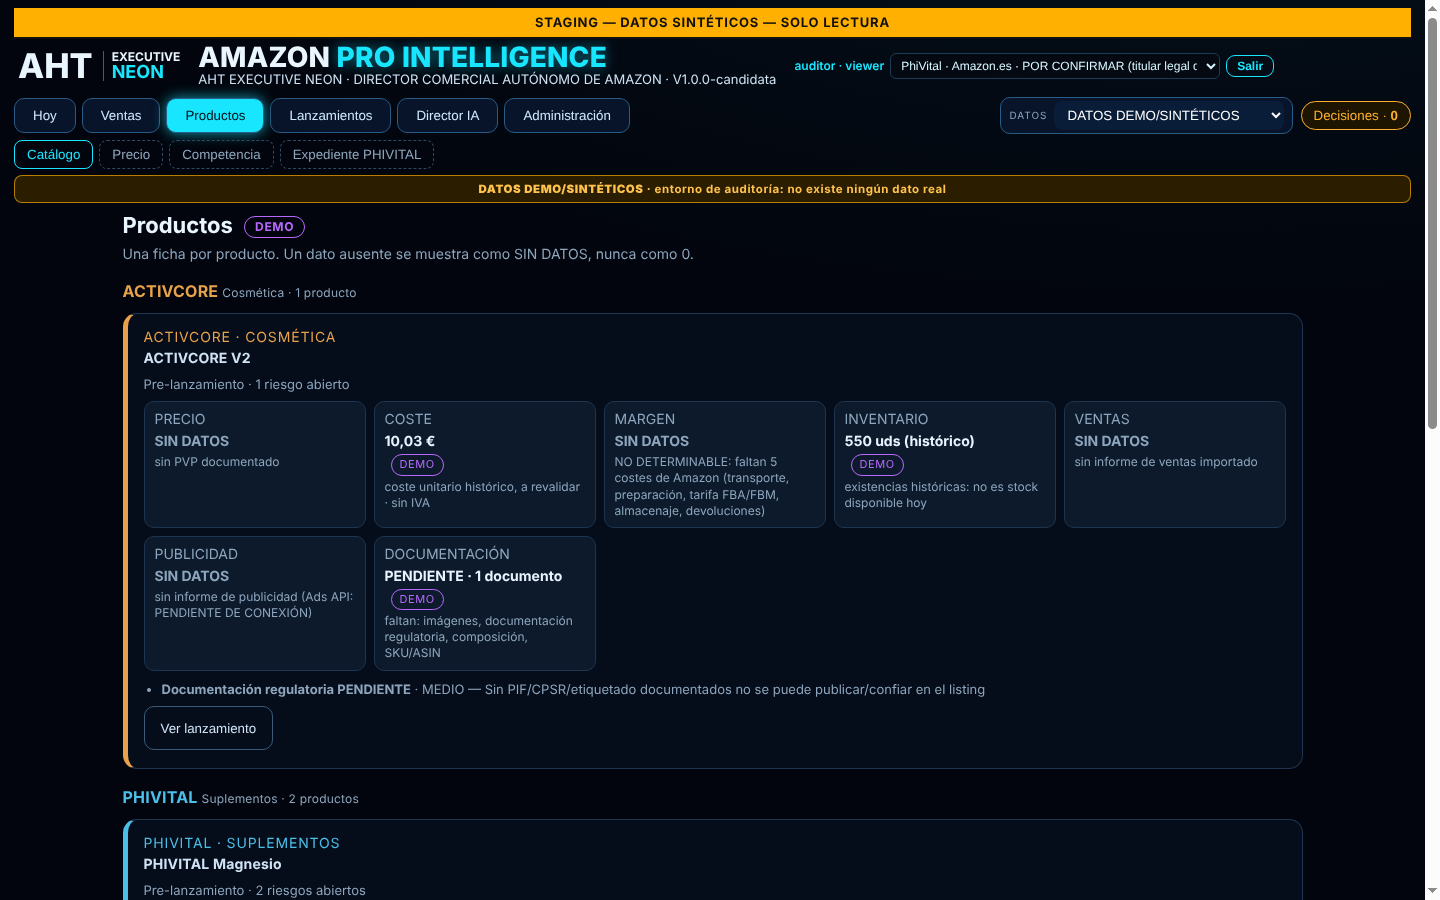 STAGING — DATOS SINTÉTICOS — SOLO LECTURA
AHT
EXECUTIVE
NEON
AMAZON PRO INTELLIGENCE
AHT EXECUTIVE NEON · DIRECTOR COMERCIAL AUTÓNOMO DE AMAZON · V1.0.0-candidata
auditor · viewer
PhiVital · Amazon.es · POR CONFIRMAR (titular legal c
Salir
Hoy
Ventas
Productos
Lanzamientos
Director IA
Administración
DATOS
DATOS DEMO/SINTÉTICOS
Decisiones · 0
Catálogo
Precio
Competencia
Expediente PHIVITAL
DATOS DEMO/SINTÉTICOS · entorno de auditoría: no existe ningún dato real
Productos
DEMO
Una ficha por producto. Un dato ausente se muestra como SIN DATOS, nunca como 0.
ACTIVCORE Cosmética · 1 producto
ACTIVCORE · COSMÉTICA
ACTIVCORE V2
Pre-lanzamiento · 1 riesgo abierto
PRECIO
SIN DATOS
sin PVP documentado
COSTE
10,03 €
DEMO
coste unitario histórico, a revalidar
· sin IVA
MARGEN
SIN DATOS
NO DETERMINABLE: faltan 5
costes de Amazon (transporte,
preparación, tarifa FBA/FBM,
almacenaje, devoluciones)
INVENTARIO
550 uds (histórico)
DEMO
existencias históricas: no es stock
disponible hoy
VENTAS
SIN DATOS
sin informe de ventas importado
PUBLICIDAD
SIN DATOS
sin informe de publicidad (Ads API:
PENDIENTE DE CONEXIÓN)
DOCUMENTACIÓN
PENDIENTE · 1 documento
DEMO
faltan: imágenes, documentación
regulatoria, composición,
SKU/ASIN
• Documentación regulatoria PENDIENTE · MEDIO — Sin PIF/CPSR/etiquetado documentados no se puede publicar/confiar en el listing
Ver lanzamiento
PHIVITAL Suplementos · 2 productos
PHIVITAL · SUPLEMENTOS
PHIVITAL Magnesio
Pre-lanzamiento · 2 riesgos abiertos